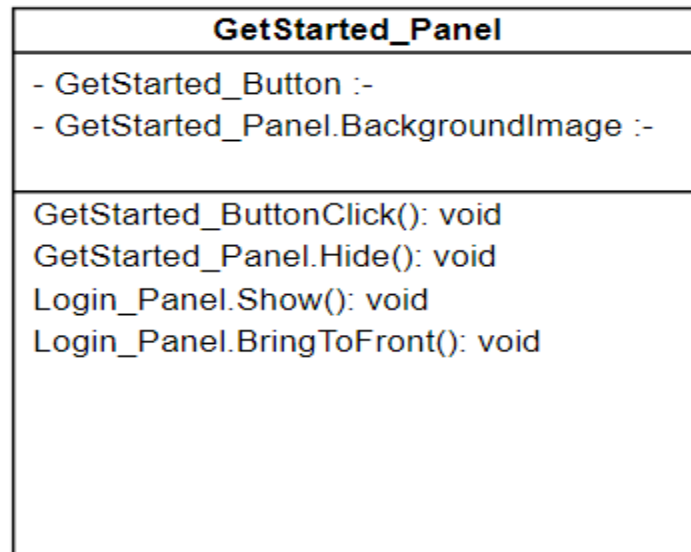 GetStarted_Panel
- GetStarted_Button :-
- GetStarted_Panel.BackgroundImage :-
GetStarted_ButtonClick(): void
GetStarted_Panel.Hide(): void
Login_Panel.Show(): void
Login_Panel.BringToFront(): void